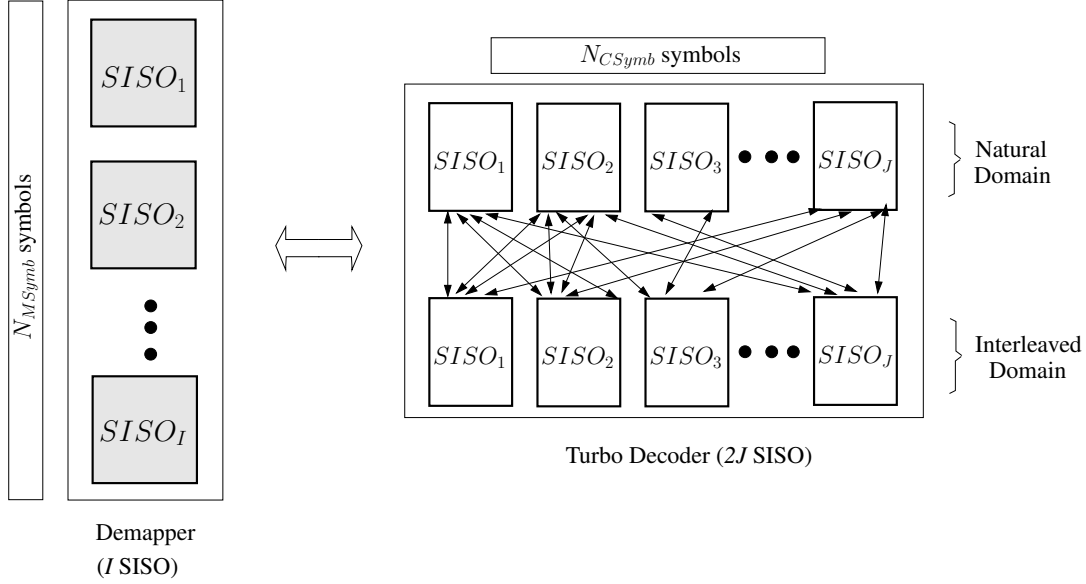 N_{MSymb} symbols
SISO_1
SISO_2
SISO_I
Demapper
(I SISO)
N_{CSymb} symbols
SISO_1 SISO_2 SISO_3 SISO_J
Natural
Domain
SISO_1 SISO_2 SISO_3 SISO_J
Interleaved
Domain
Turbo Decoder (2J SISO)